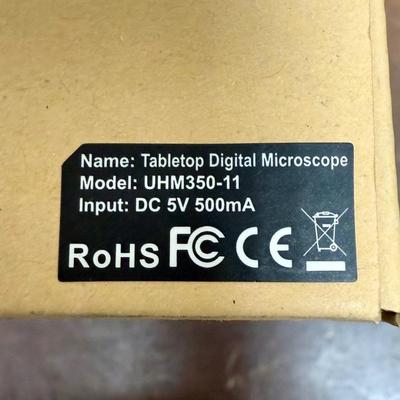 Name: Tabletop Digital Microscope
Model: UHM350-11
Input: DC 5V 500mA
RoHS FC CE